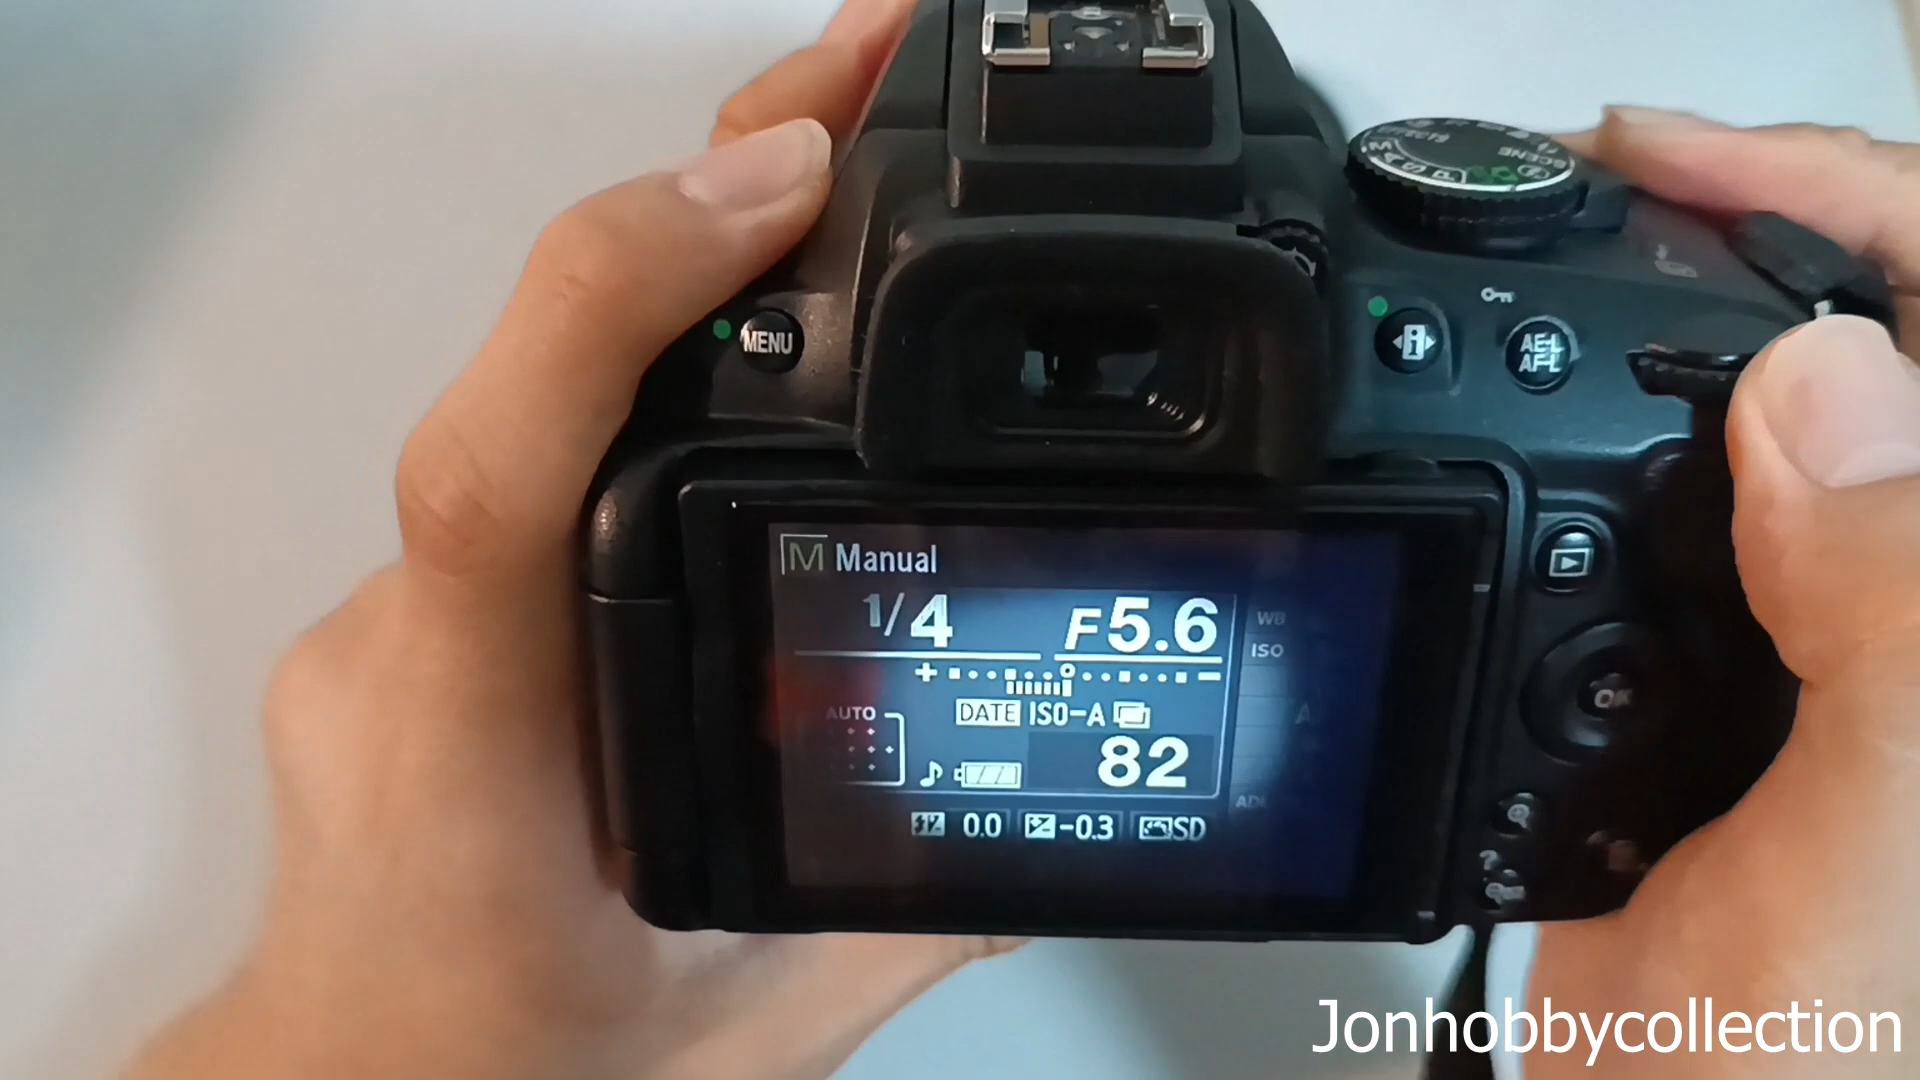 SCENE
M A S P
MENU
i
AE-L
AF-L
M Manual
1/4 F5.6
WB
ISO
+ −
DATE ISO-A
AUTO
82
0.0 −0.3 SD
OK
?
Jonhobbycollection